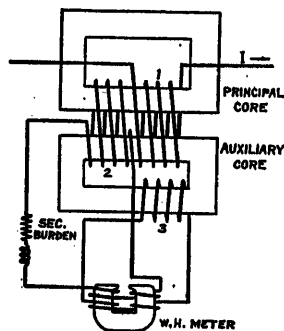 I
1
PRINCIPAL
CORE
AUXILIARY
CORE
2
3
SEC.
BURDEN
W.H. METER